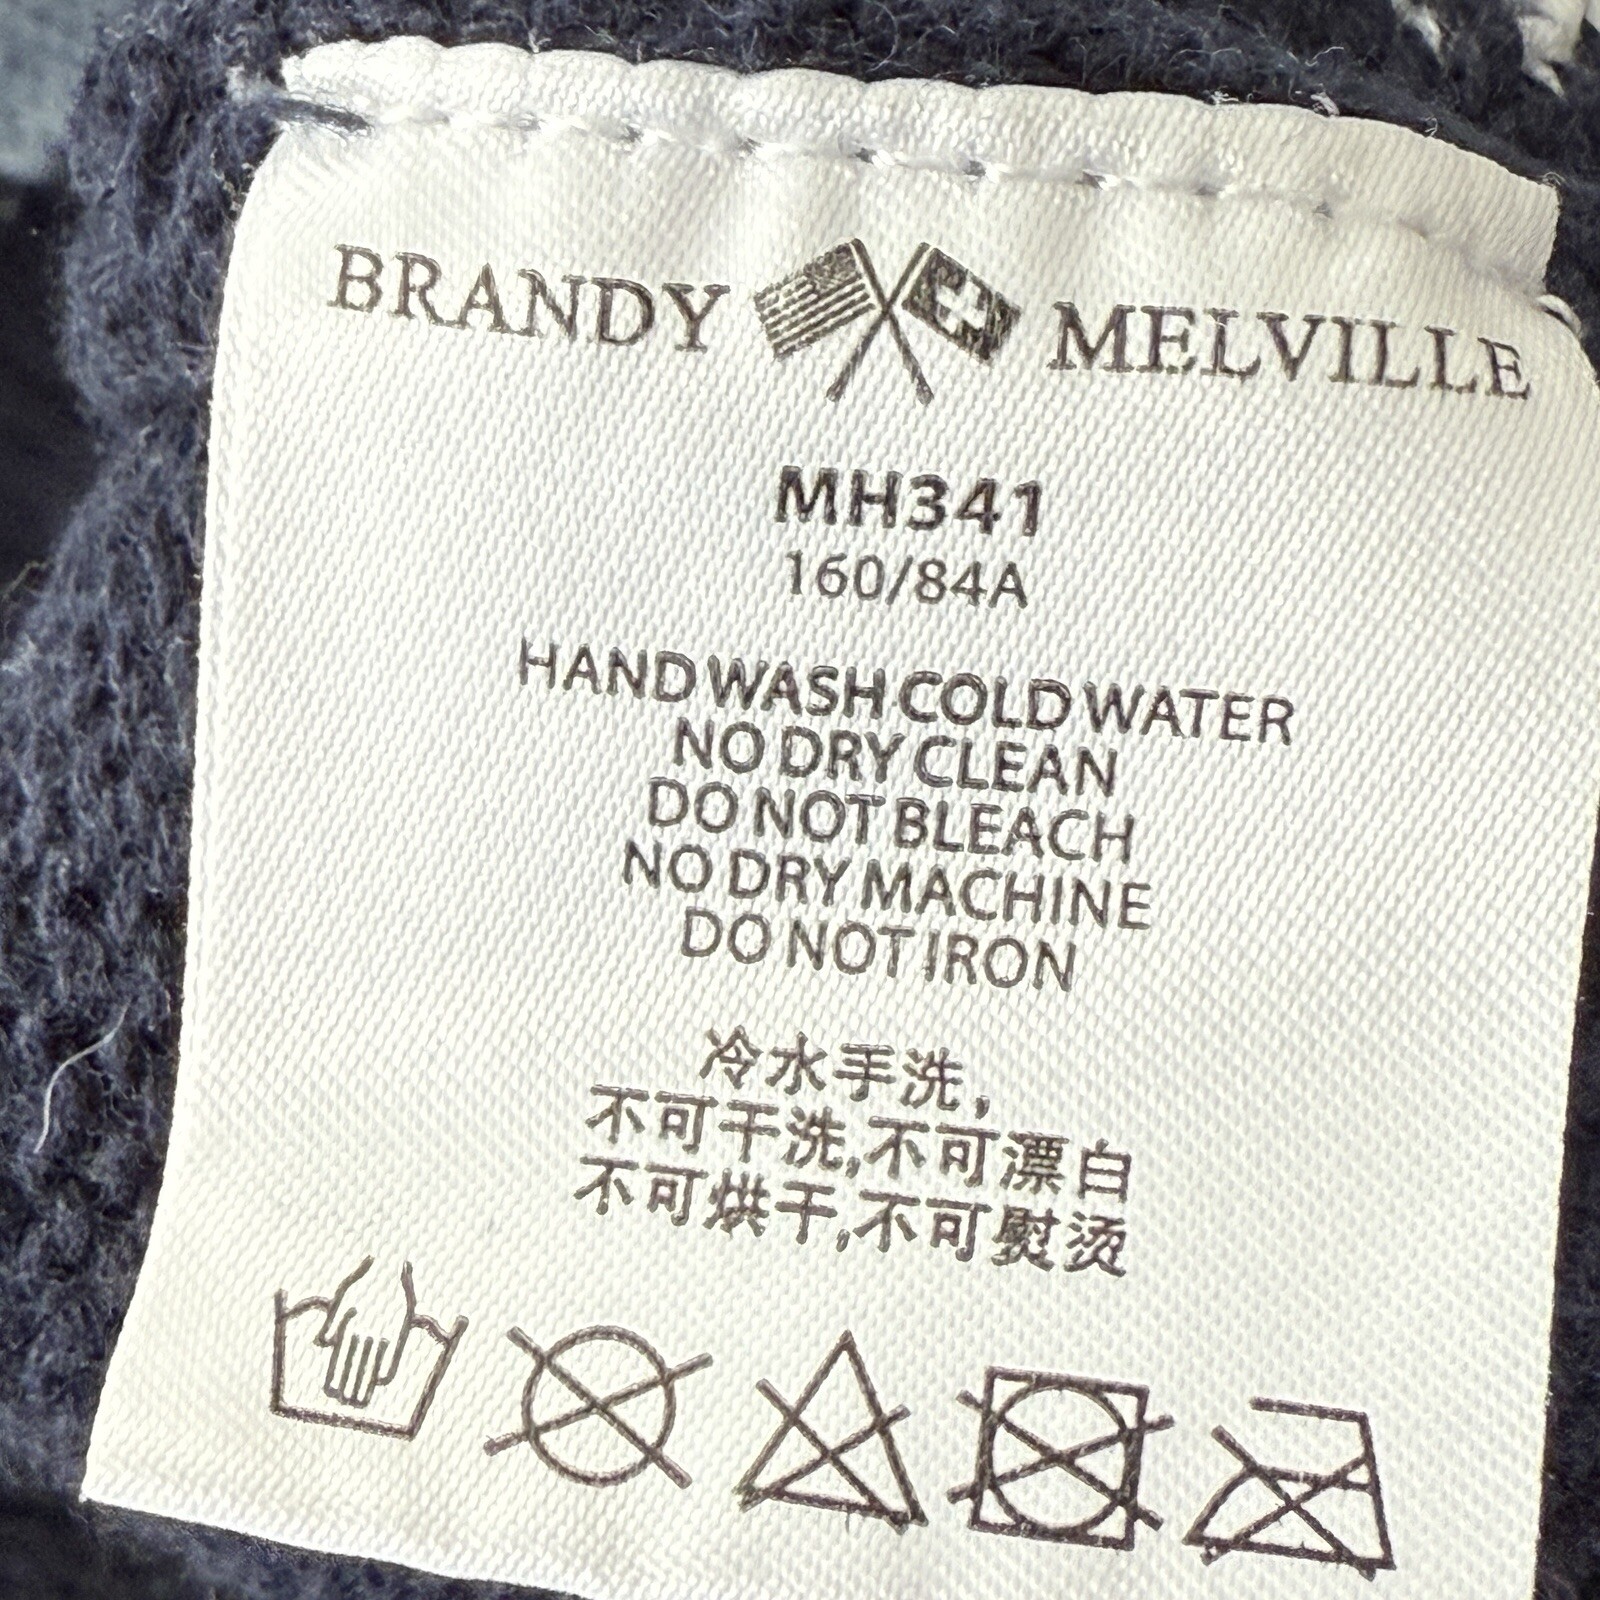 BRANDY MELVILLE
MH341
160/84A
HAND WASH COLD WATER
NO DRY CLEAN
DO NOT BLEACH
NO DRY MACHINE
DO NOT IRON
冷水手洗,
不可干洗,不可漂白
不可烘干,不可熨烫